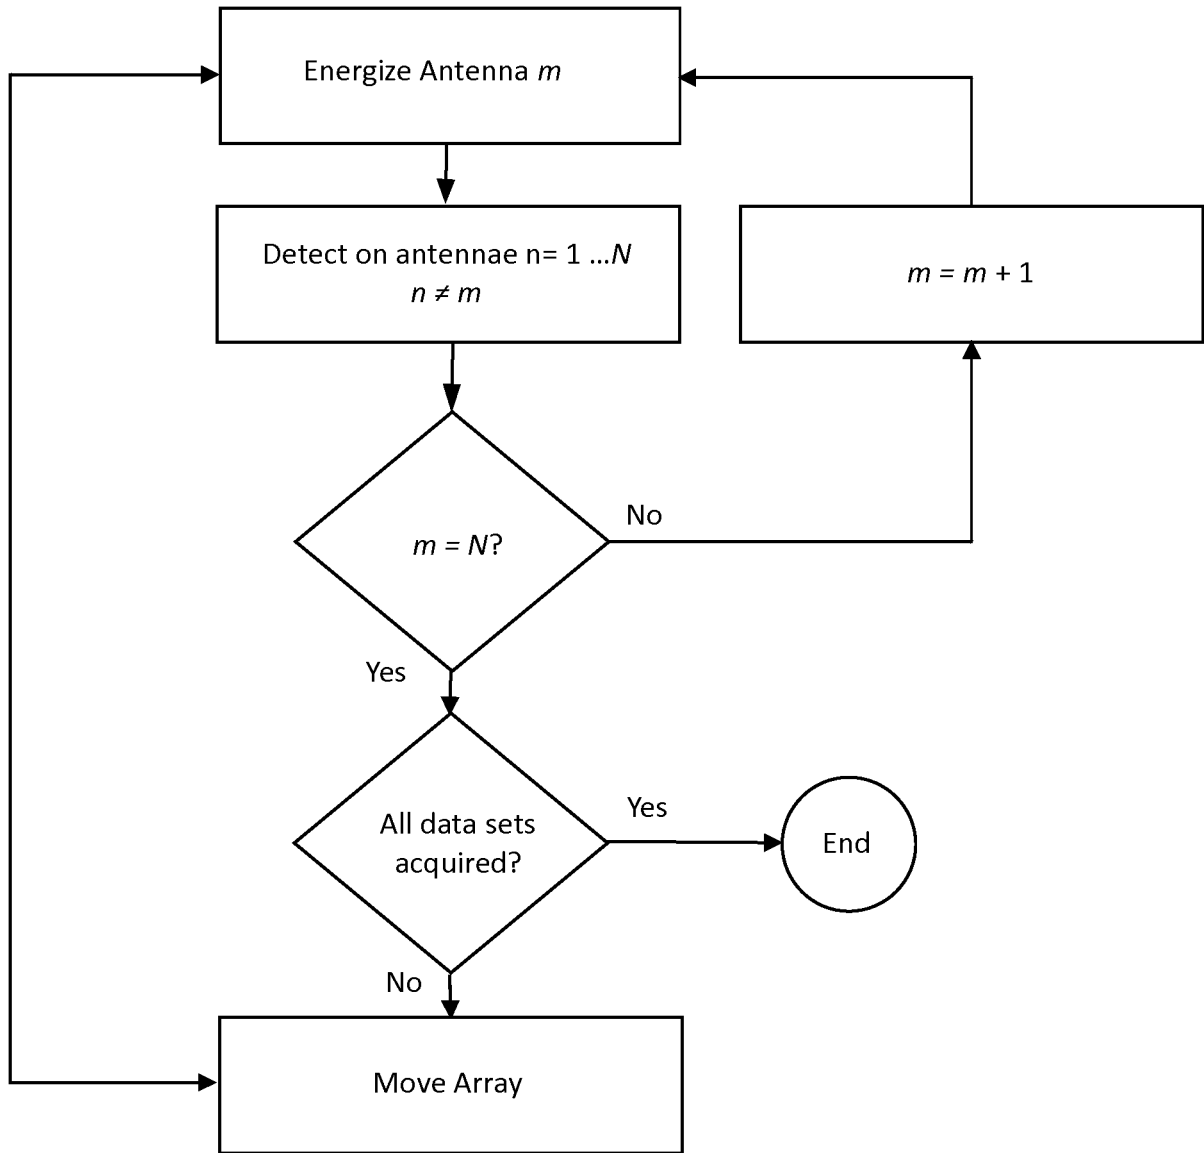 Energize Antenna m
Detect on antennae n= 1 ...N
n ≠ m
m = m + 1
m = N?
No
Yes
All data sets
acquired?
Yes
End
No
Move Array